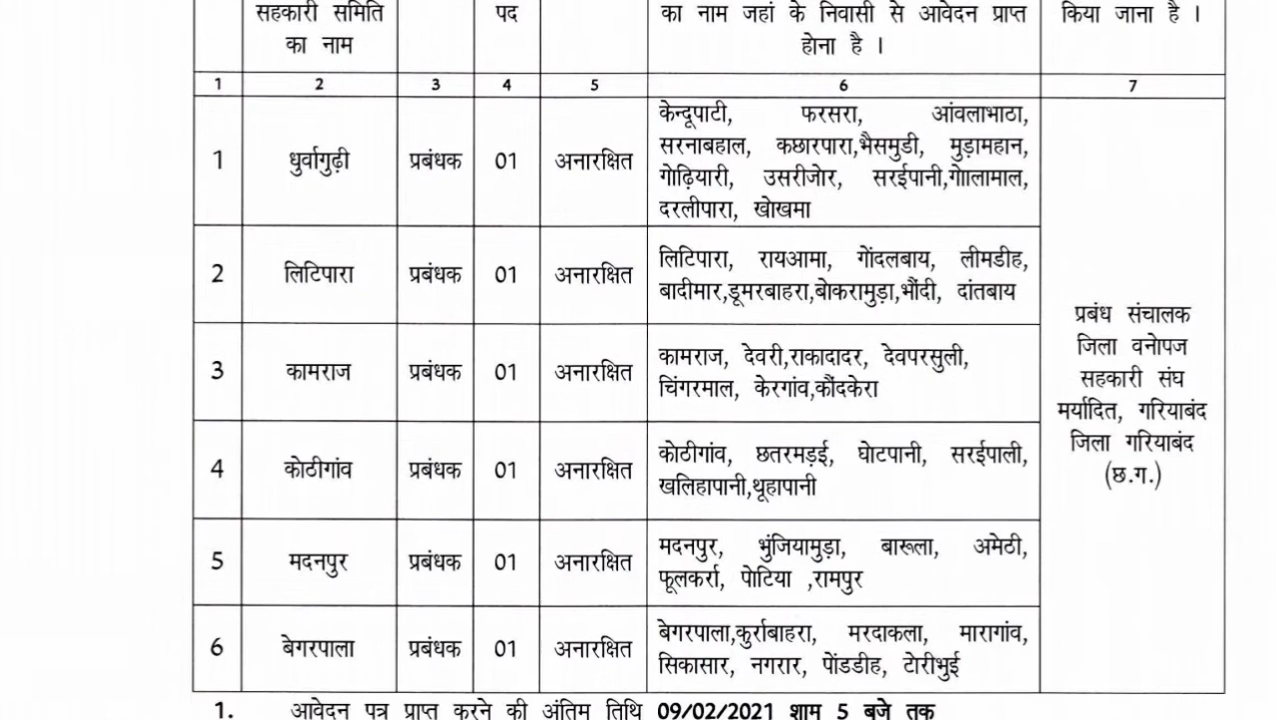 सहकारी समिति पद का नाम जहां के निवासी से आवेदन प्राप्त किया जाना है ।
का नाम होना है ।
1 2 3 4 5 6 7
केन्दूपाटी, फरसरा, आंवलाभाठा,
1 धुर्वागुढ़ी प्रबंधक 01 अनारक्षित सरनाबहाल, कछारपारा,भैसमुडी, मुड़ामहान,
गोढ़ियारी, उसरीजोर, सरईपानी,गोालामाल,
दरलीपारा, खोखमा
2 लिटिपारा प्रबंधक 01 अनारक्षित लिटिपारा, रायआमा, गोंदलबाय, लीमडीह,
बादीमार,डूमरबाहरा,बोकरामुड़ा,भौंदी, दांतबाय
3 कामराज प्रबंधक 01 अनारक्षित कामराज, देवरी,राकादादर, देवपरसुली,
चिंगरमाल, केरगांव,कौंदकेरा
4 कोठीगांव प्रबंधक 01 अनारक्षित कोठीगांव, छतरमड़ई, घोटपानी, सरईपाली,
खलिहापानी,थूहापानी
5 मदनपुर प्रबंधक 01 अनारक्षित मदनपुर, भुंजियामुड़ा, बारूला, अमेठी,
फूलकर्रा, पोटिया ,रामपुर
6 बेगरपाला प्रबंधक 01 अनारक्षित बेगरपाला,कुर्राबाहरा, मरदाकला, मारागांव,
सिकासार, नगरार, पोंडडीह, टोरीभुई
प्रबंध संचालक
जिला वनोपज
सहकारी संघ
मर्यादित, गरियाबंद
जिला गरियाबंद
(छ.ग.)
1. आवेदन पत्र प्राप्त करने की अंतिम तिथि 09/02/2021 शाम 5 बजे तक